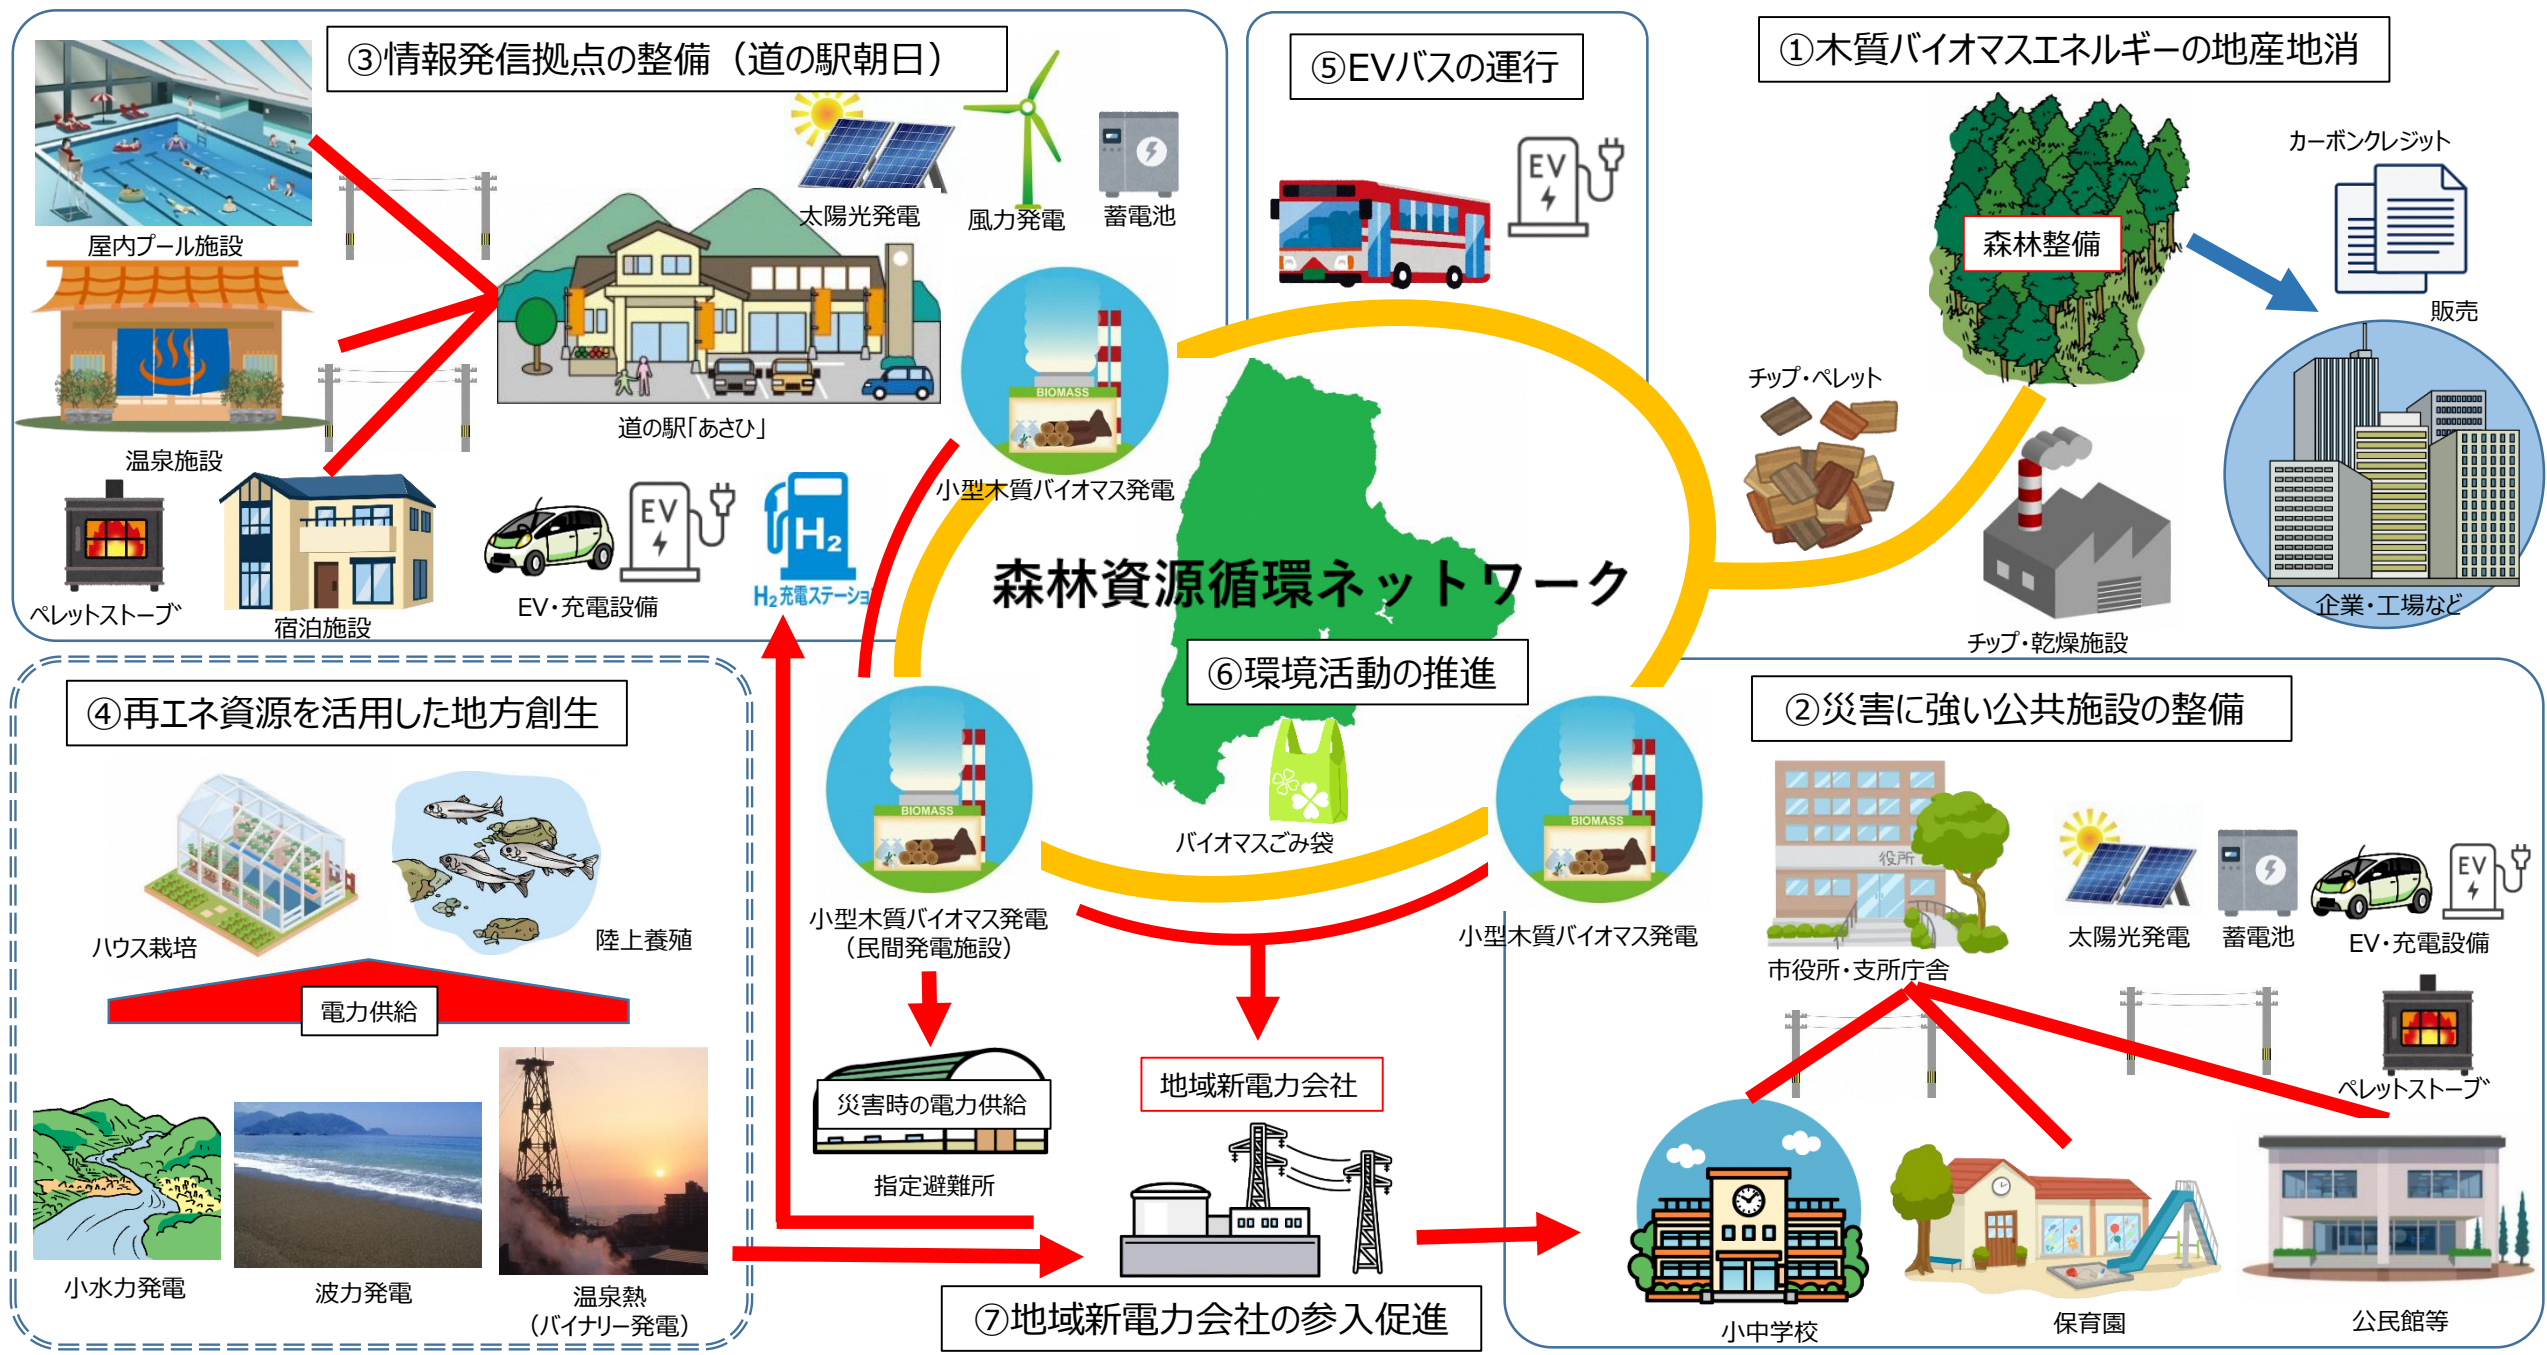 ③情報発信拠点の整備（道の駅朝日）
屋内プール施設
太陽光発電
風力発電
蓄電池
道の駅「あさひ」
温泉施設
ペレットストーブ
宿泊施設
EV
EV・充電設備
H2
H2充電ステーショ
BIOMASS
小型木質バイオマス発電
⑤EVバスの運行
EV
①木質バイオマスエネルギーの地産地消
森林整備
カーボンクレジット
販売
チップ・ペレット
チップ・乾燥施設
企業・工場など
森林資源循環ネットワーク
⑥環境活動の推進
バイオマスごみ袋
④再エネ資源を活用した地方創生
ハウス栽培
陸上養殖
電力供給
小水力発電
波力発電
温泉熱
（バイナリー発電）
BIOMASS
小型木質バイオマス発電
（民間発電施設）
災害時の電力供給
指定避難所
地域新電力会社
⑦地域新電力会社の参入促進
BIOMASS
小型木質バイオマス発電
②災害に強い公共施設の整備
役所
市役所・支所庁舎
太陽光発電
蓄電池
EV
EV・充電設備
ペレットストーブ
小中学校
保育園
公民館等